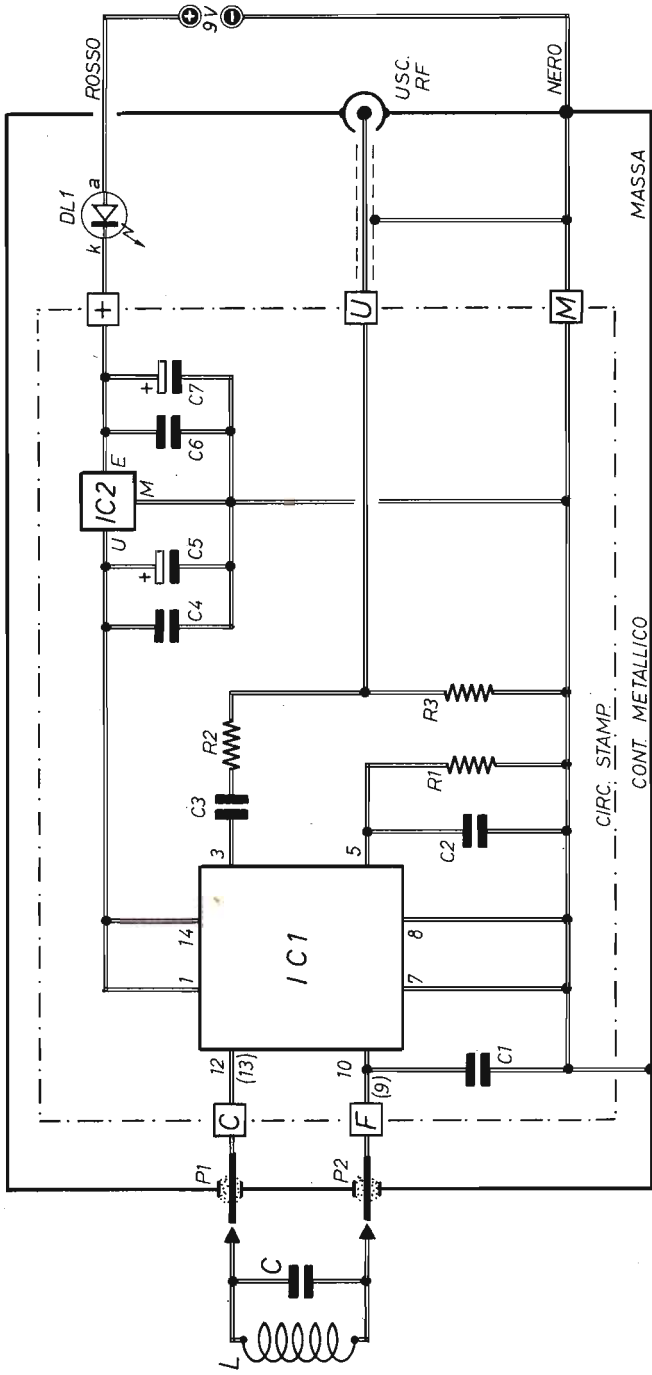 ROSSO
+
9V
−
NERO
USC.
RF
MASSA
DL1
a
k
+
U
M
C7
+
C6
E
IC2
M
U
C5
+
C4
R2
C3
R3
R1
C2
CIRC. STAMP.
CONT. METALLICO
3
5
14
1
IC1
8
7
12
(13)
10
(9)
C1
C
F
P1
P2
C
L